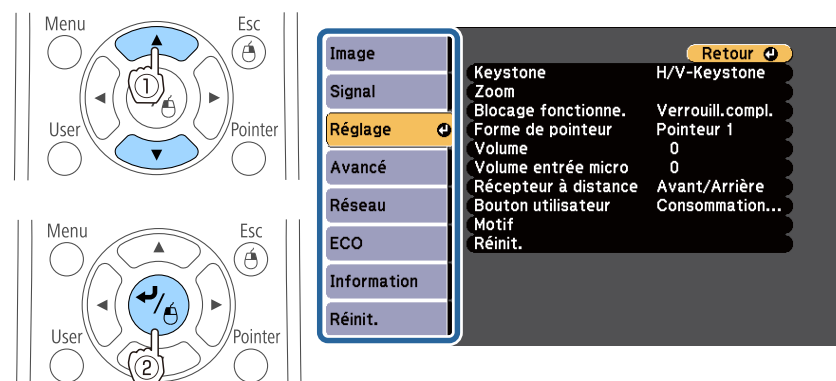 Menu
Esc
1
User
Pointer
Menu
Esc
User
Pointer
2
Image
Signal
Réglage
Avancé
Réseau
ECO
Information
Réinit.
Retour
Keystone H/V-Keystone
Zoom
Blocage fonctionne. Verrouill.compl.
Forme de pointeur Pointeur 1
Volume 0
Volume entrée micro 0
Récepteur à distance Avant/Arrière
Bouton utilisateur Consommation...
Motif
Réinit.